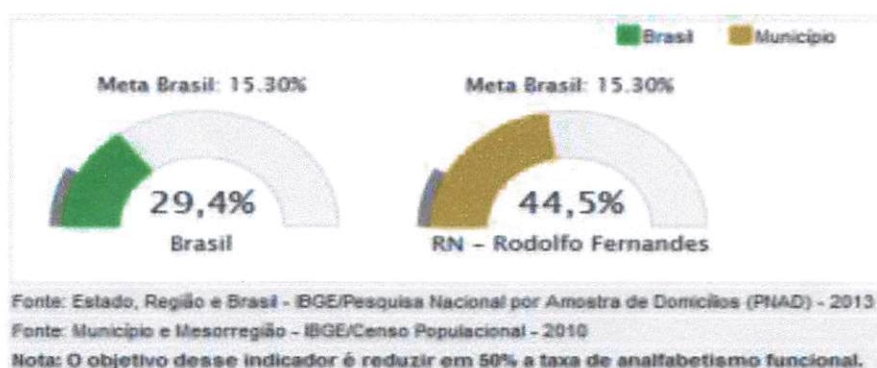 Brasil Município
Meta Brasil: 15.30% Meta Brasil: 15.30%
29,4% 44,5%
Brasil RN - Rodolfo Fernandes
Fonte: Estado, Região e Brasil - IBGE/Pesquisa Nacional por Amostra de Domicílios (PNAD) - 2013
Fonte: Município e Mesorregião - IBGE/Censo Populacional - 2010
Nota: O objetivo desse indicador é reduzir em 50% a taxa de analfabetismo funcional.